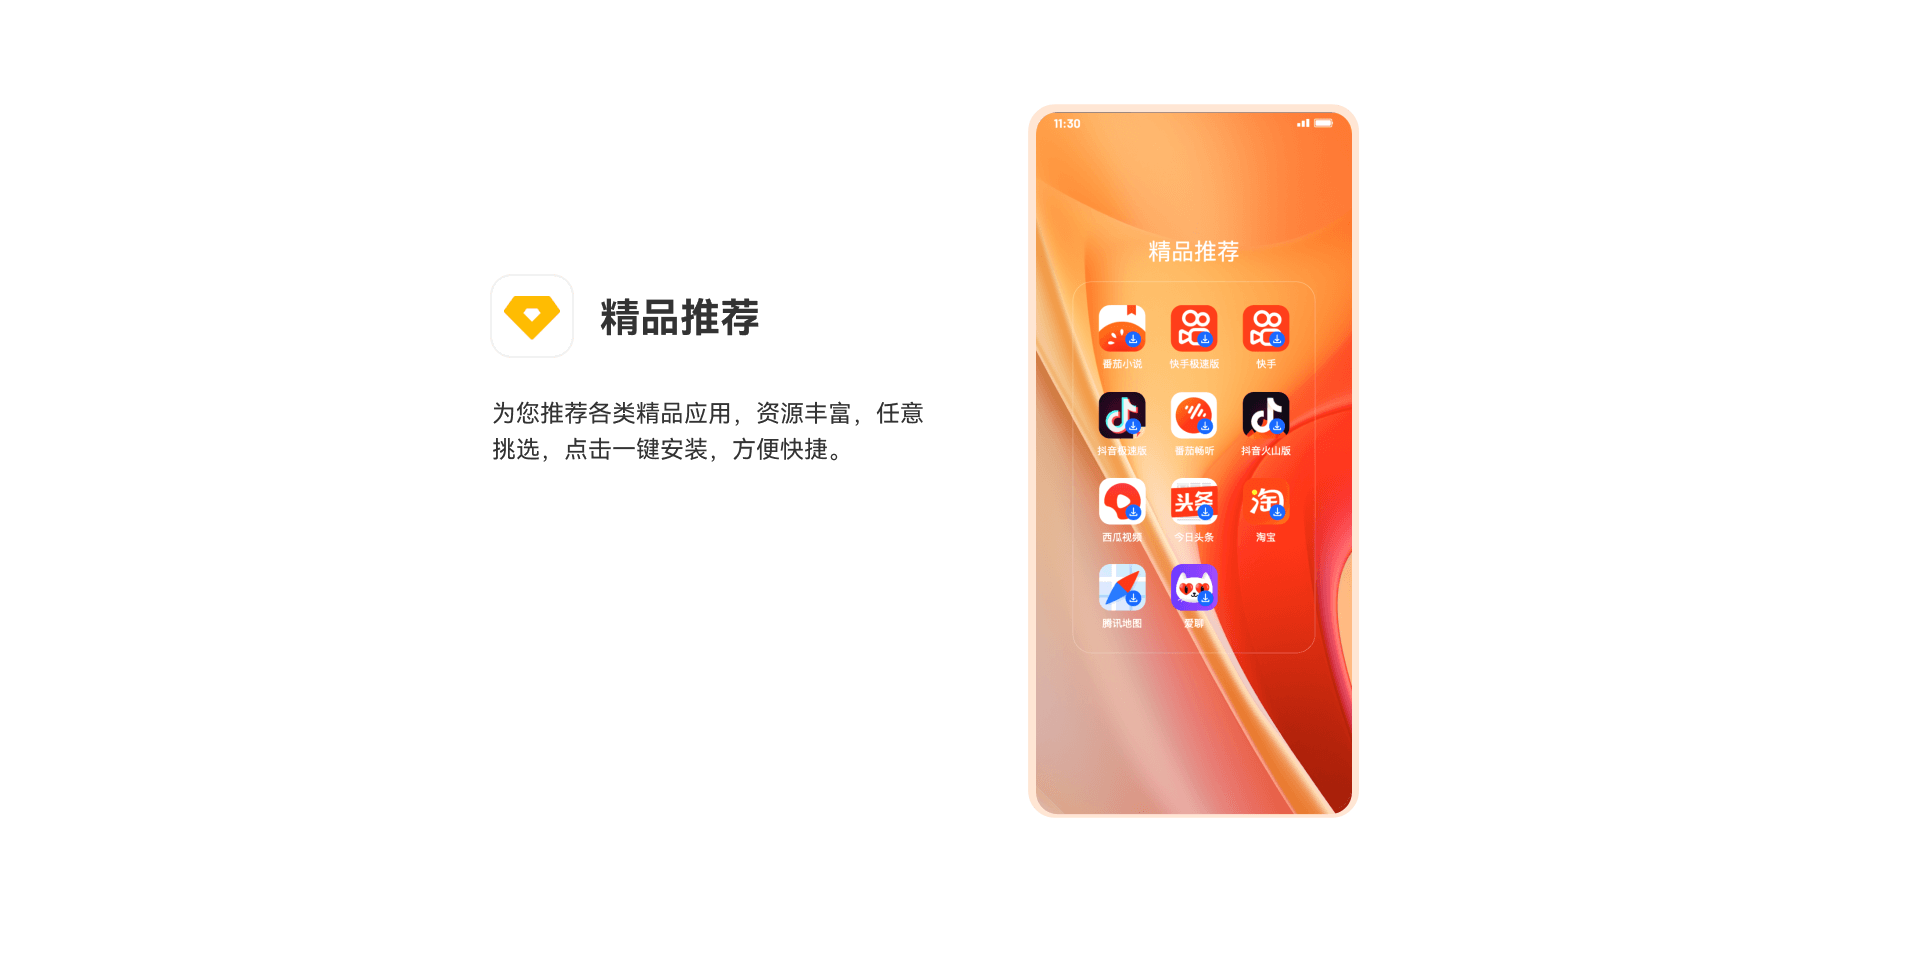 精品推荐
为您推荐各类精品应用，资源丰富，任意
挑选，点击一键安装，方便快捷。
11:30
精品推荐
番茄小说
快手极速版
快手
抖音极速版
番茄畅听
抖音火山版
西瓜视频
头条
今日头条
淘
淘宝
腾讯地图
爱聊